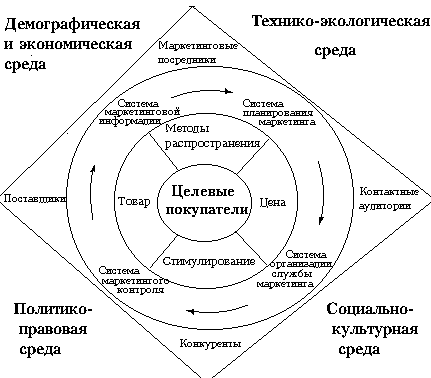 Демографическая
и экономическая
среда
Технико-экологическая
среда
Маркетинговые
посредники
Система
маркетинговой
информации
Система
планирования
маркетинга
Методы
распространения
Поставщики
Товар
Целевые
покупатели
Цена
Контактные
аудитории
Стимулирование
Система
маркетингого
контроля
Система
организации
службы
маркетинга
Политико-
правовая
среда
Социально-
культурная
среда
Конкуренты